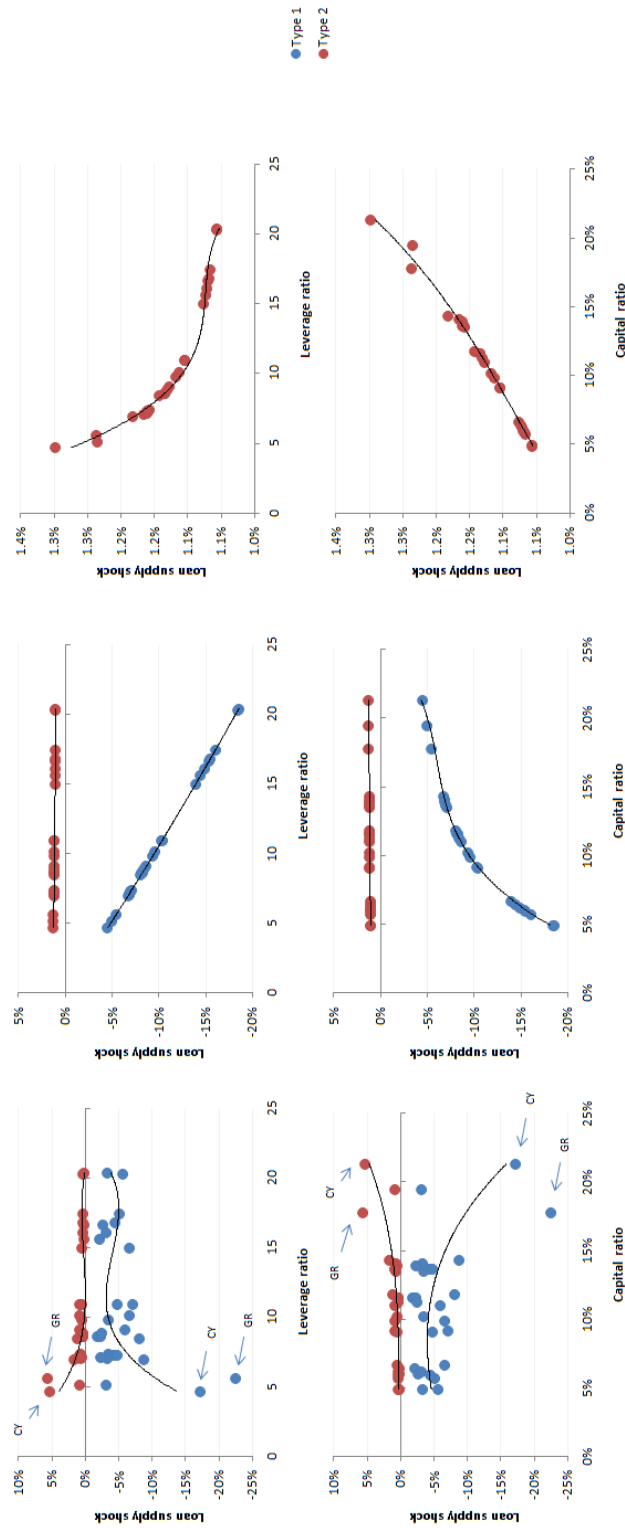 Loan supply shock
10%
5%
0%
-5%
-10%
-15%
-20%
-25%
CY
GR
CY
GR
0 5 10 15 20 25
Leverage ratio
Loan supply shock
5%
0%
-5%
-10%
-15%
-20%
0 5 10 15 20 25
Leverage ratio
Loan supply shock
1.4%
1.3%
1.3%
1.2%
1.2%
1.1%
1.1%
1.0%
0 5 10 15 20 25
Leverage ratio
Type 1
Type 2
Loan supply shock
10%
5%
0%
-5%
-10%
-15%
-20%
-25%
GR
CY
CY
GR
0% 5% 10% 15% 20% 25%
Capital ratio
Loan supply shock
5%
0%
-5%
-10%
-15%
-20%
0% 5% 10% 15% 20% 25%
Capital ratio
Loan supply shock
1.4%
1.3%
1.3%
1.2%
1.2%
1.1%
1.1%
1.0%
0% 5% 10% 15% 20% 25%
Capital ratio